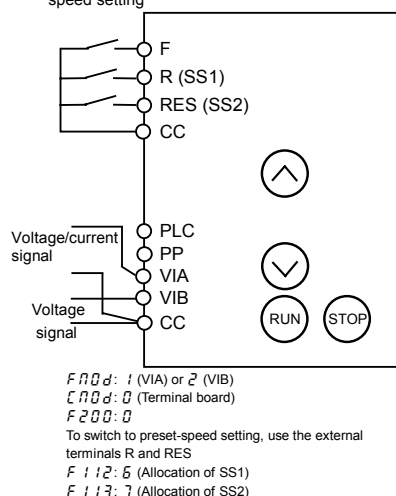 speed setting
F
R (SS1)
RES (SS2)
CC
PLC
Voltage/current
signal
PP
VIA
VIB
Voltage
signal
CC
RUN
STOP
FNOd: 1 (VIA) or 2 (VIB)
CNOd: 0 (Terminal board)
F200: 0
To switch to preset-speed setting, use the external
terminals R and RES
F112: 6 (Allocation of SS1)
F113: 7 (Allocation of SS2)